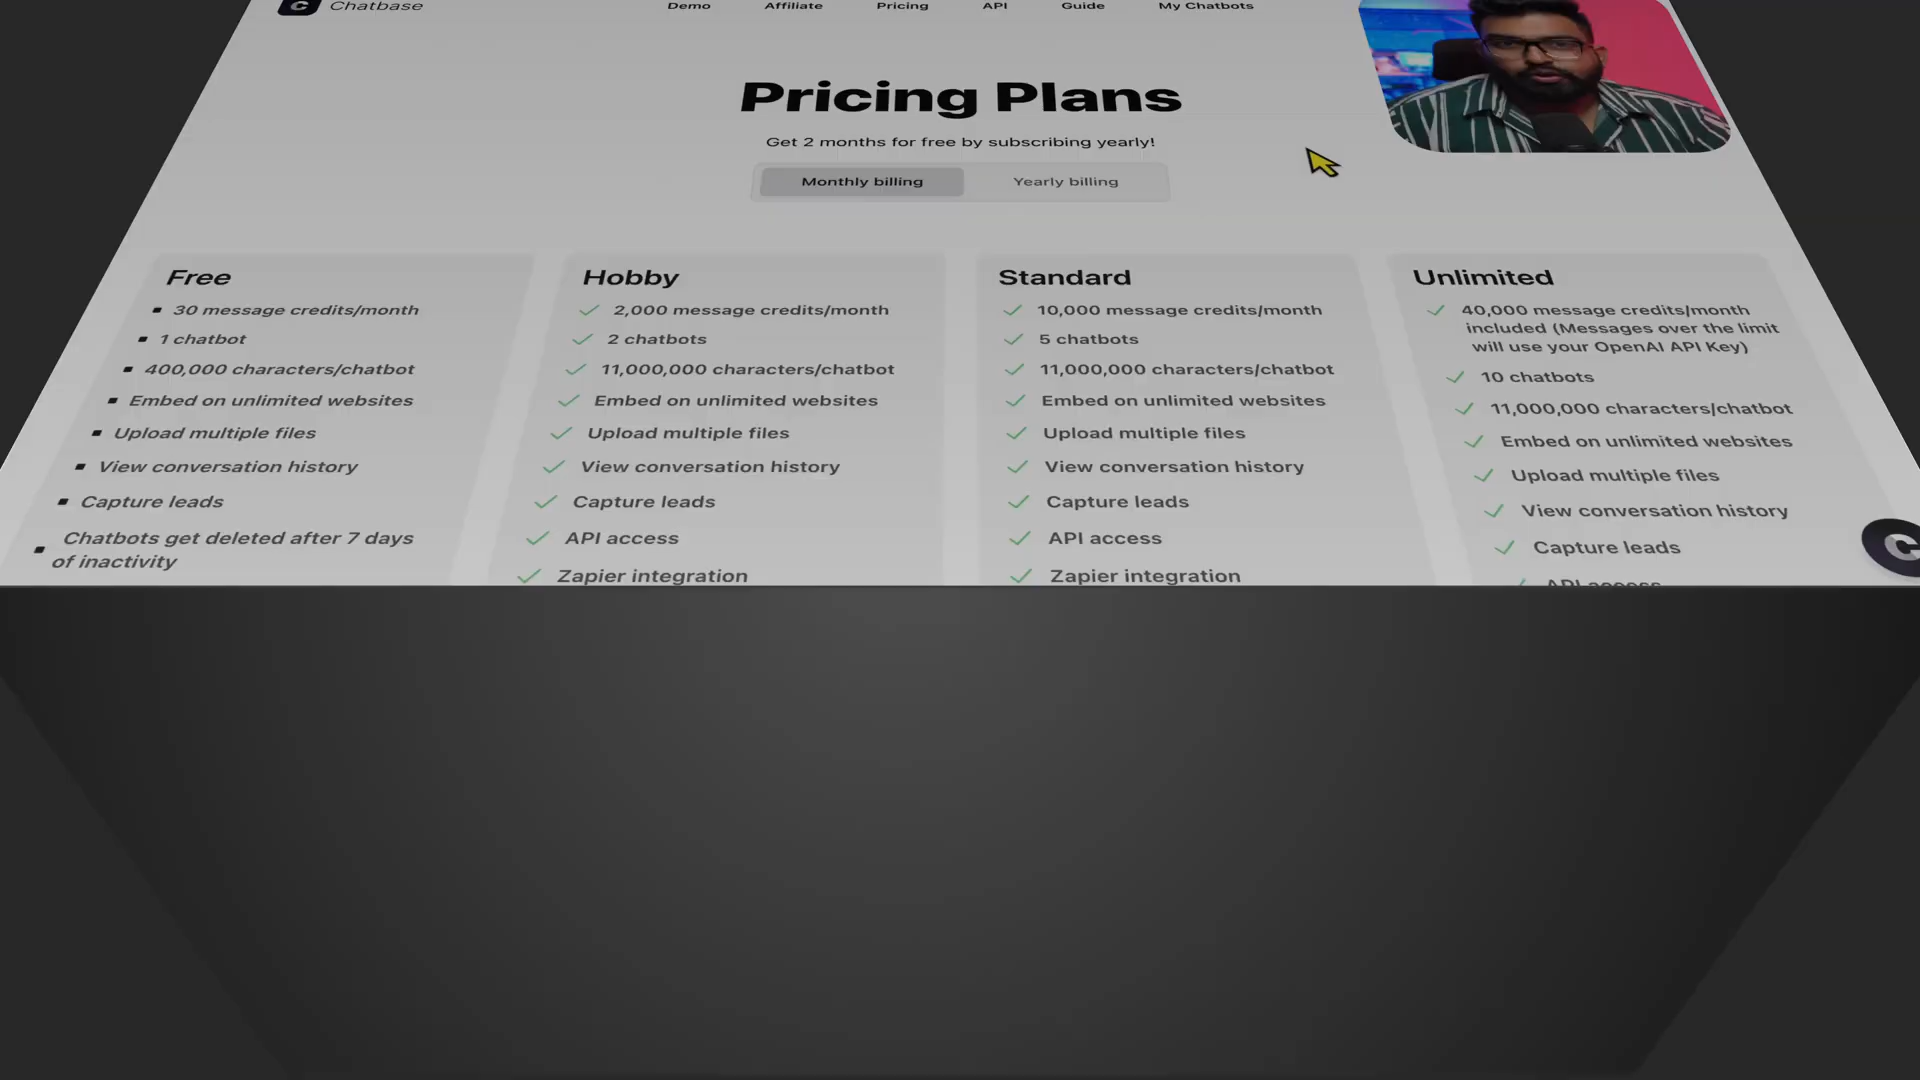 Chatbase
Demo Affiliate Pricing API Guide My Chatbots
Pricing Plans
Get 2 months for free by subscribing yearly!
Monthly billing Yearly billing
Free
30 message credits/month
1 chatbot
400,000 characters/chatbot
Embed on unlimited websites
Upload multiple files
View conversation history
Capture leads
Chatbots get deleted after 7 days
of inactivity
Hobby
2,000 message credits/month
2 chatbots
11,000,000 characters/chatbot
Embed on unlimited websites
Upload multiple files
View conversation history
Capture leads
API access
Zapier integration
Standard
10,000 message credits/month
5 chatbots
11,000,000 characters/chatbot
Embed on unlimited websites
Upload multiple files
View conversation history
Capture leads
API access
Zapier integration
Unlimited
40,000 message credits/month
included (Messages over the limit
will use your OpenAI API Key)
10 chatbots
11,000,000 characters/chatbot
Embed on unlimited websites
Upload multiple files
View conversation history
Capture leads
API access